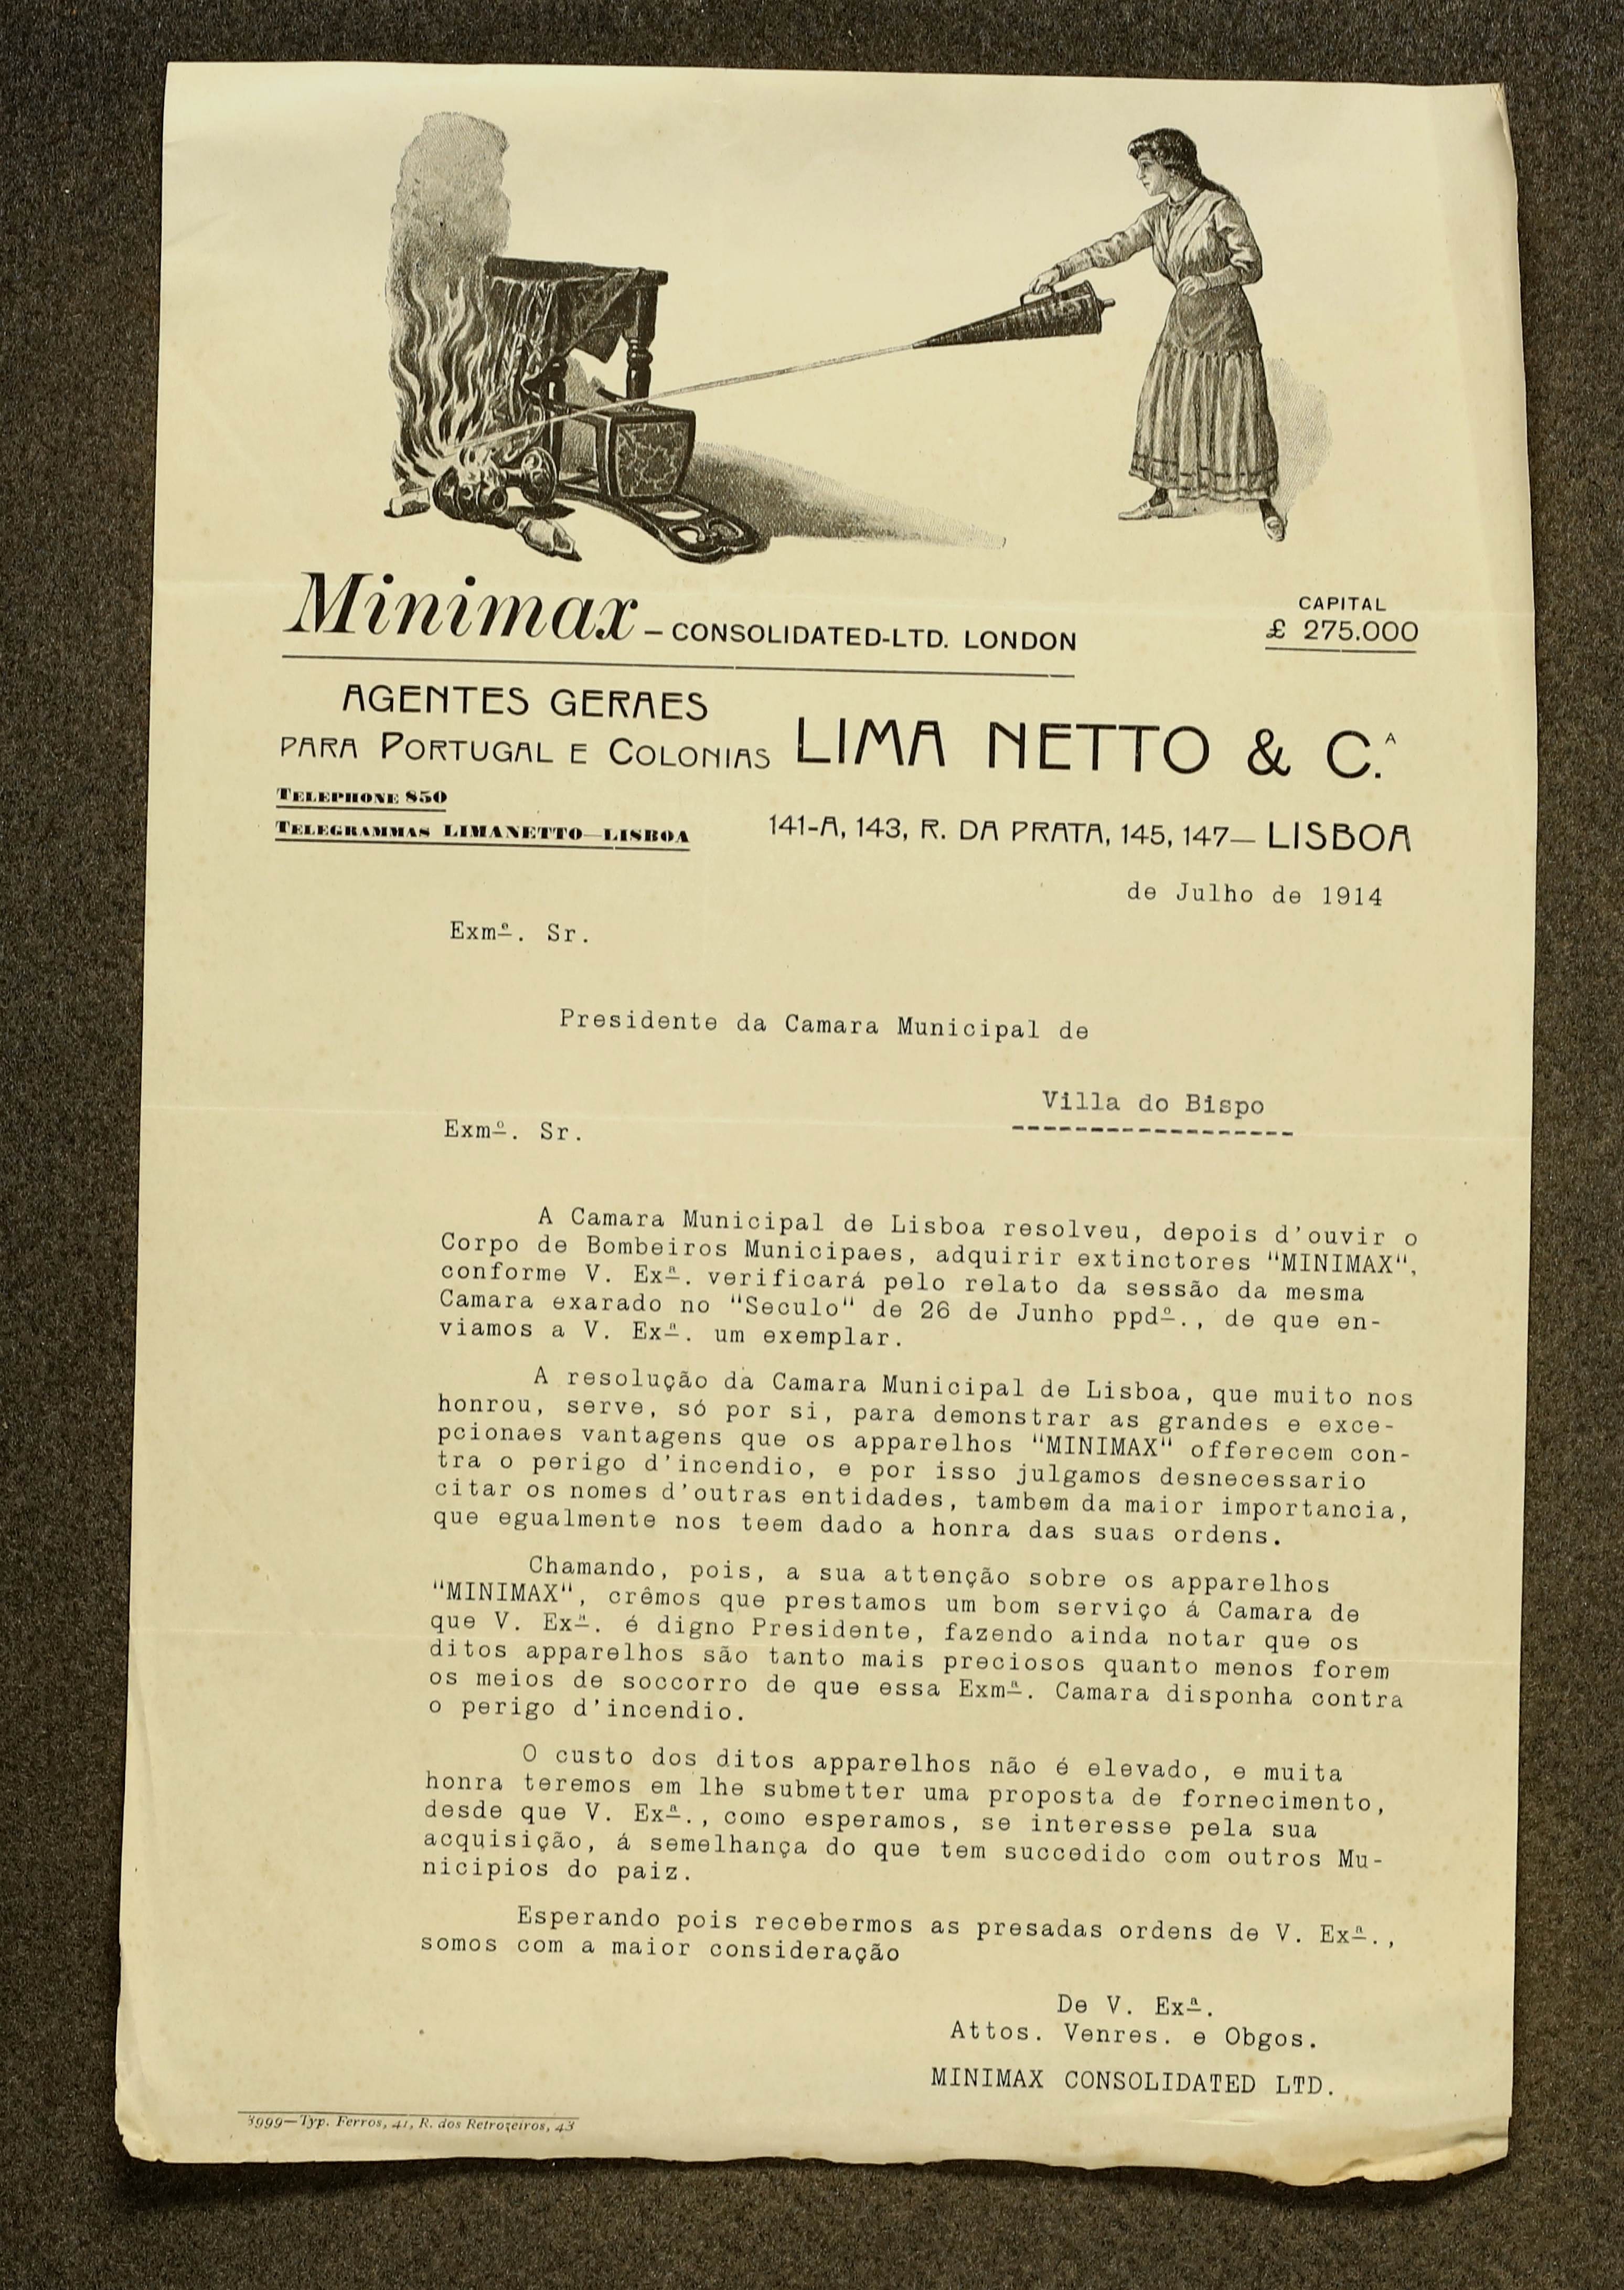 Minimax – CONSOLIDATED-LTD. LONDON
CAPITAL
£ 275.000
AGENTES GERAES
PARA PORTUGAL E COLONIAS
LIMA NETTO & C.ᴬ
TELEPHONE 850
TELEGRAMMAS LIMANETTO—LISBOA
141-A, 143, R. DA PRATA, 145, 147— LISBOA
de Julho de 1914
Exmº. Sr.
Presidente da Camara Municipal de
Villa do Bispo
Exmº. Sr.
A Camara Municipal de Lisboa resolveu, depois d'ouvir o
Corpo de Bombeiros Municipaes, adquirir extinctores "MINIMAX",
conforme V. Exª. verificará pelo relato da sessão da mesma
Camara exarado no "Seculo" de 26 de Junho ppdº., de que en-
viamos a V. Exª. um exemplar.
A resolução da Camara Municipal de Lisboa, que muito nos
honrou, serve, só por si, para demonstrar as grandes e exce-
pcionaes vantagens que os apparelhos "MINIMAX" offerecem con-
tra o perigo d'incendio, e por isso julgamos desnecessario
citar os nomes d'outras entidades, tambem da maior importancia,
que egualmente nos teem dado a honra das suas ordens.
Chamando, pois, a sua attenção sobre os apparelhos
"MINIMAX", crêmos que prestamos um bom serviço á Camara de
que V. Exª. é digno Presidente, fazendo ainda notar que os
ditos apparelhos são tanto mais preciosos quanto menos forem
os meios de soccorro de que essa Exmª. Camara disponha contra
o perigo d'incendio.
O custo dos ditos apparelhos não é elevado, e muita
honra teremos em lhe submetter uma proposta de fornecimento,
desde que V. Exª., como esperamos, se interesse pela sua
acquisição, á semelhança do que tem succedido com outros Mu-
nicipios do paiz.
Esperando pois recebermos as presadas ordens de V. Exª.,
somos com a maior consideração
De V. Exª.
Attos. Venres. e Obgos.
MINIMAX CONSOLIDATED LTD.
3999—Typ. Ferros, 41, R. dos Retrozeiros, 43